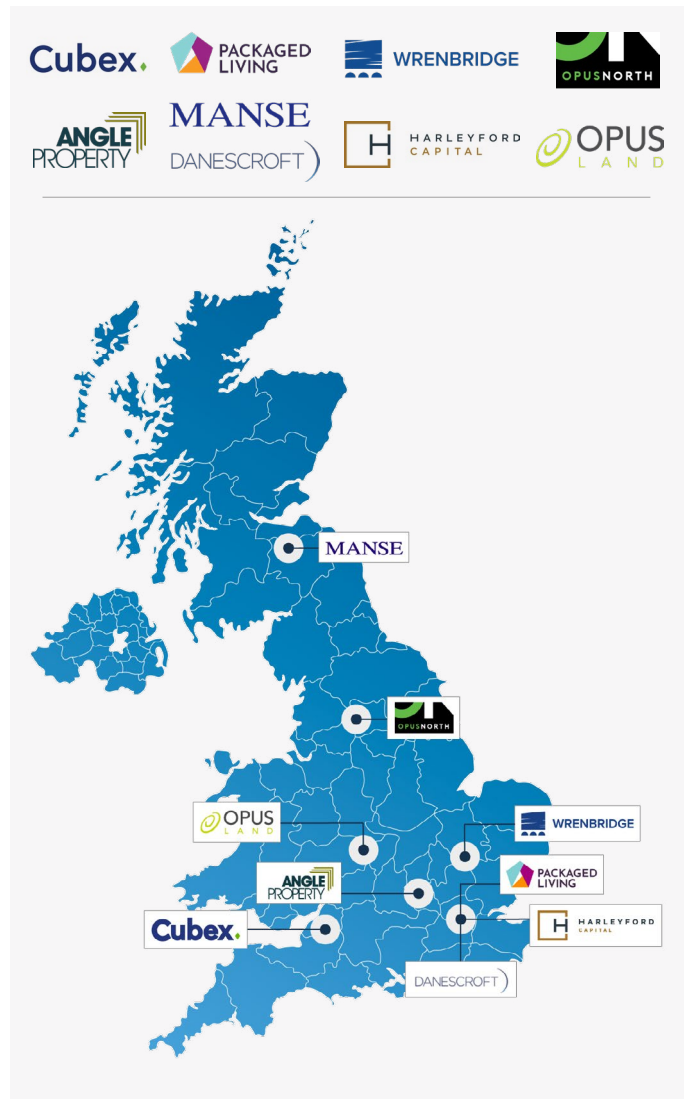 Cubex.
PACKAGED
LIVING
WRENBRIDGE
OPUSNORTH
ANGLE
PROPERTY
MANSE
DANESCROFT
H
HARLEYFORD
CAPITAL
OPUS
LAND
MANSE
OPUSNORTH
OPUS
LAND
WRENBRIDGE
ANGLE
PROPERTY
PACKAGED
LIVING
Cubex.
H
HARLEYFORD
CAPITAL
DANESCROFT